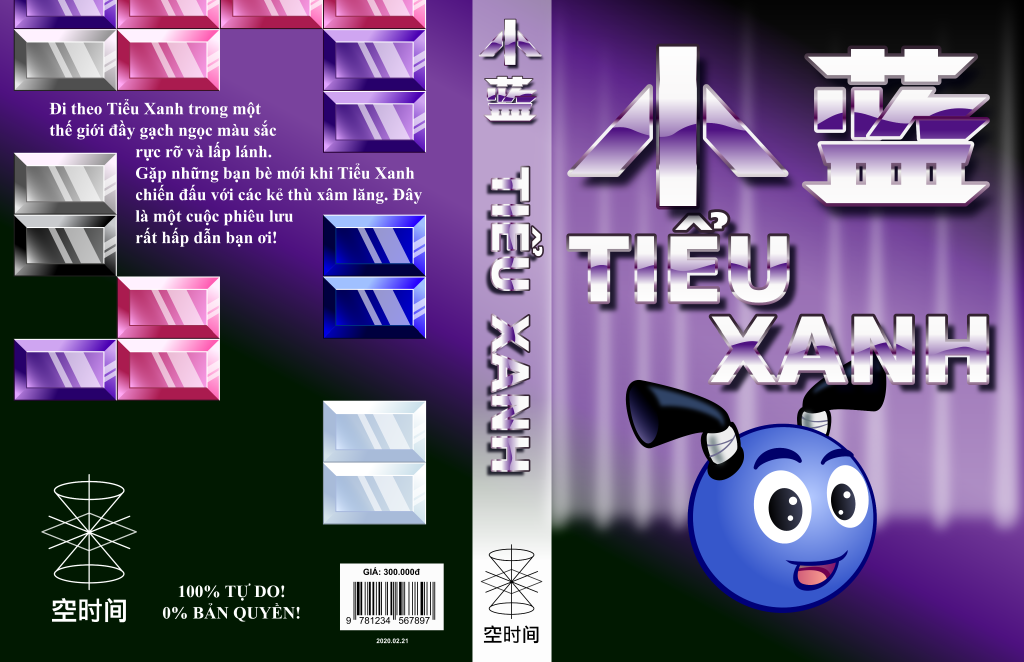 Đi theo Tiểu Xanh trong một
thế giới đầy gạch ngọc màu sắc
rực rỡ và lấp lánh.
Gặp những bạn bè mới khi Tiểu Xanh
chiến đấu với các kẻ thù xâm lăng. Đây
là một cuộc phiêu lưu
rất hấp dẫn bạn ơi!
空时间
100% TỰ DO!
0% BẢN QUYỀN!
GIÁ: 300.000đ
9 781234 567897
2020.02.21
小蓝
TIỂU XANH
空时间
小蓝
TIỂU
XANH